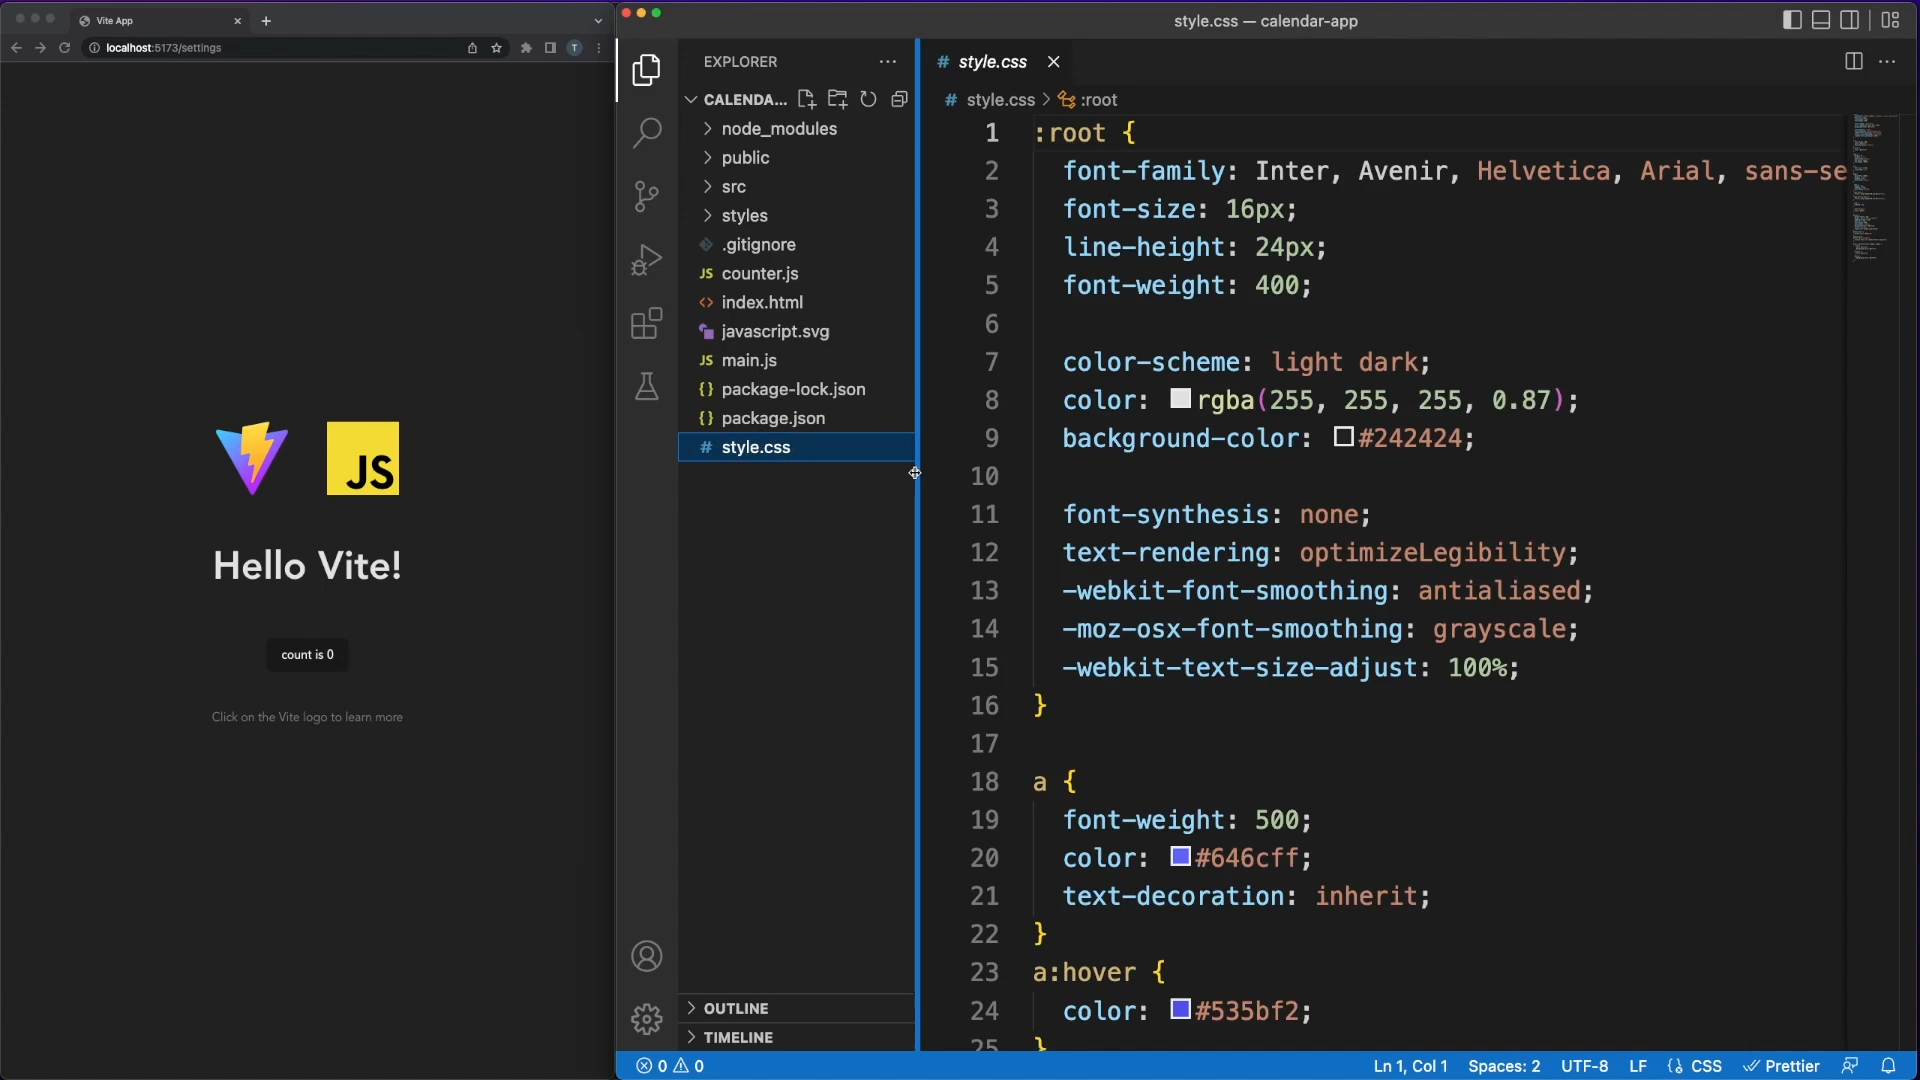 Vite App
localhost:5173/settings
T
JS
Hello Vite!
count is 0
Click on the Vite logo to learn more
style.css — calendar-app
EXPLORER
CALENDA...
node_modules
public
src
styles
.gitignore
JS counter.js
<> index.html
javascript.svg
JS main.js
{} package-lock.json
{} package.json
# style.css
OUTLINE
TIMELINE
# style.css
# style.css > :root
1 :root {
2 font-family: Inter, Avenir, Helvetica, Arial, sans-se
3 font-size: 16px;
4 line-height: 24px;
5 font-weight: 400;
6
7 color-scheme: light dark;
8 color: rgba(255, 255, 255, 0.87);
9 background-color: #242424;
10
11 font-synthesis: none;
12 text-rendering: optimizeLegibility;
13 -webkit-font-smoothing: antialiased;
14 -moz-osx-font-smoothing: grayscale;
15 -webkit-text-size-adjust: 100%;
16 }
17
18 a {
19 font-weight: 500;
20 color: #646cff;
21 text-decoration: inherit;
22 }
23 a:hover {
24 color: #535bf2;
25 }
0 0
Ln 1, Col 1 Spaces: 2 UTF-8 LF CSS Prettier